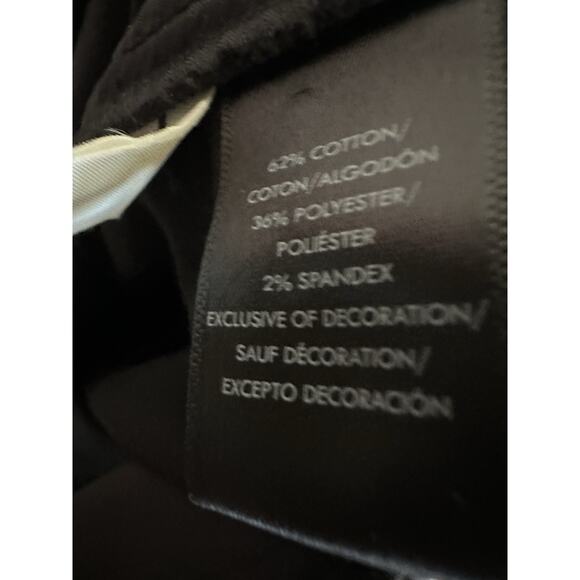 62% COTTON/
COTON/ALGODÓN
36% POLYESTER/
POLIÉSTER
2% SPANDEX
EXCLUSIVE OF DECORATION/
SAUF DÉCORATION/
EXCEPTO DECORACIÓN